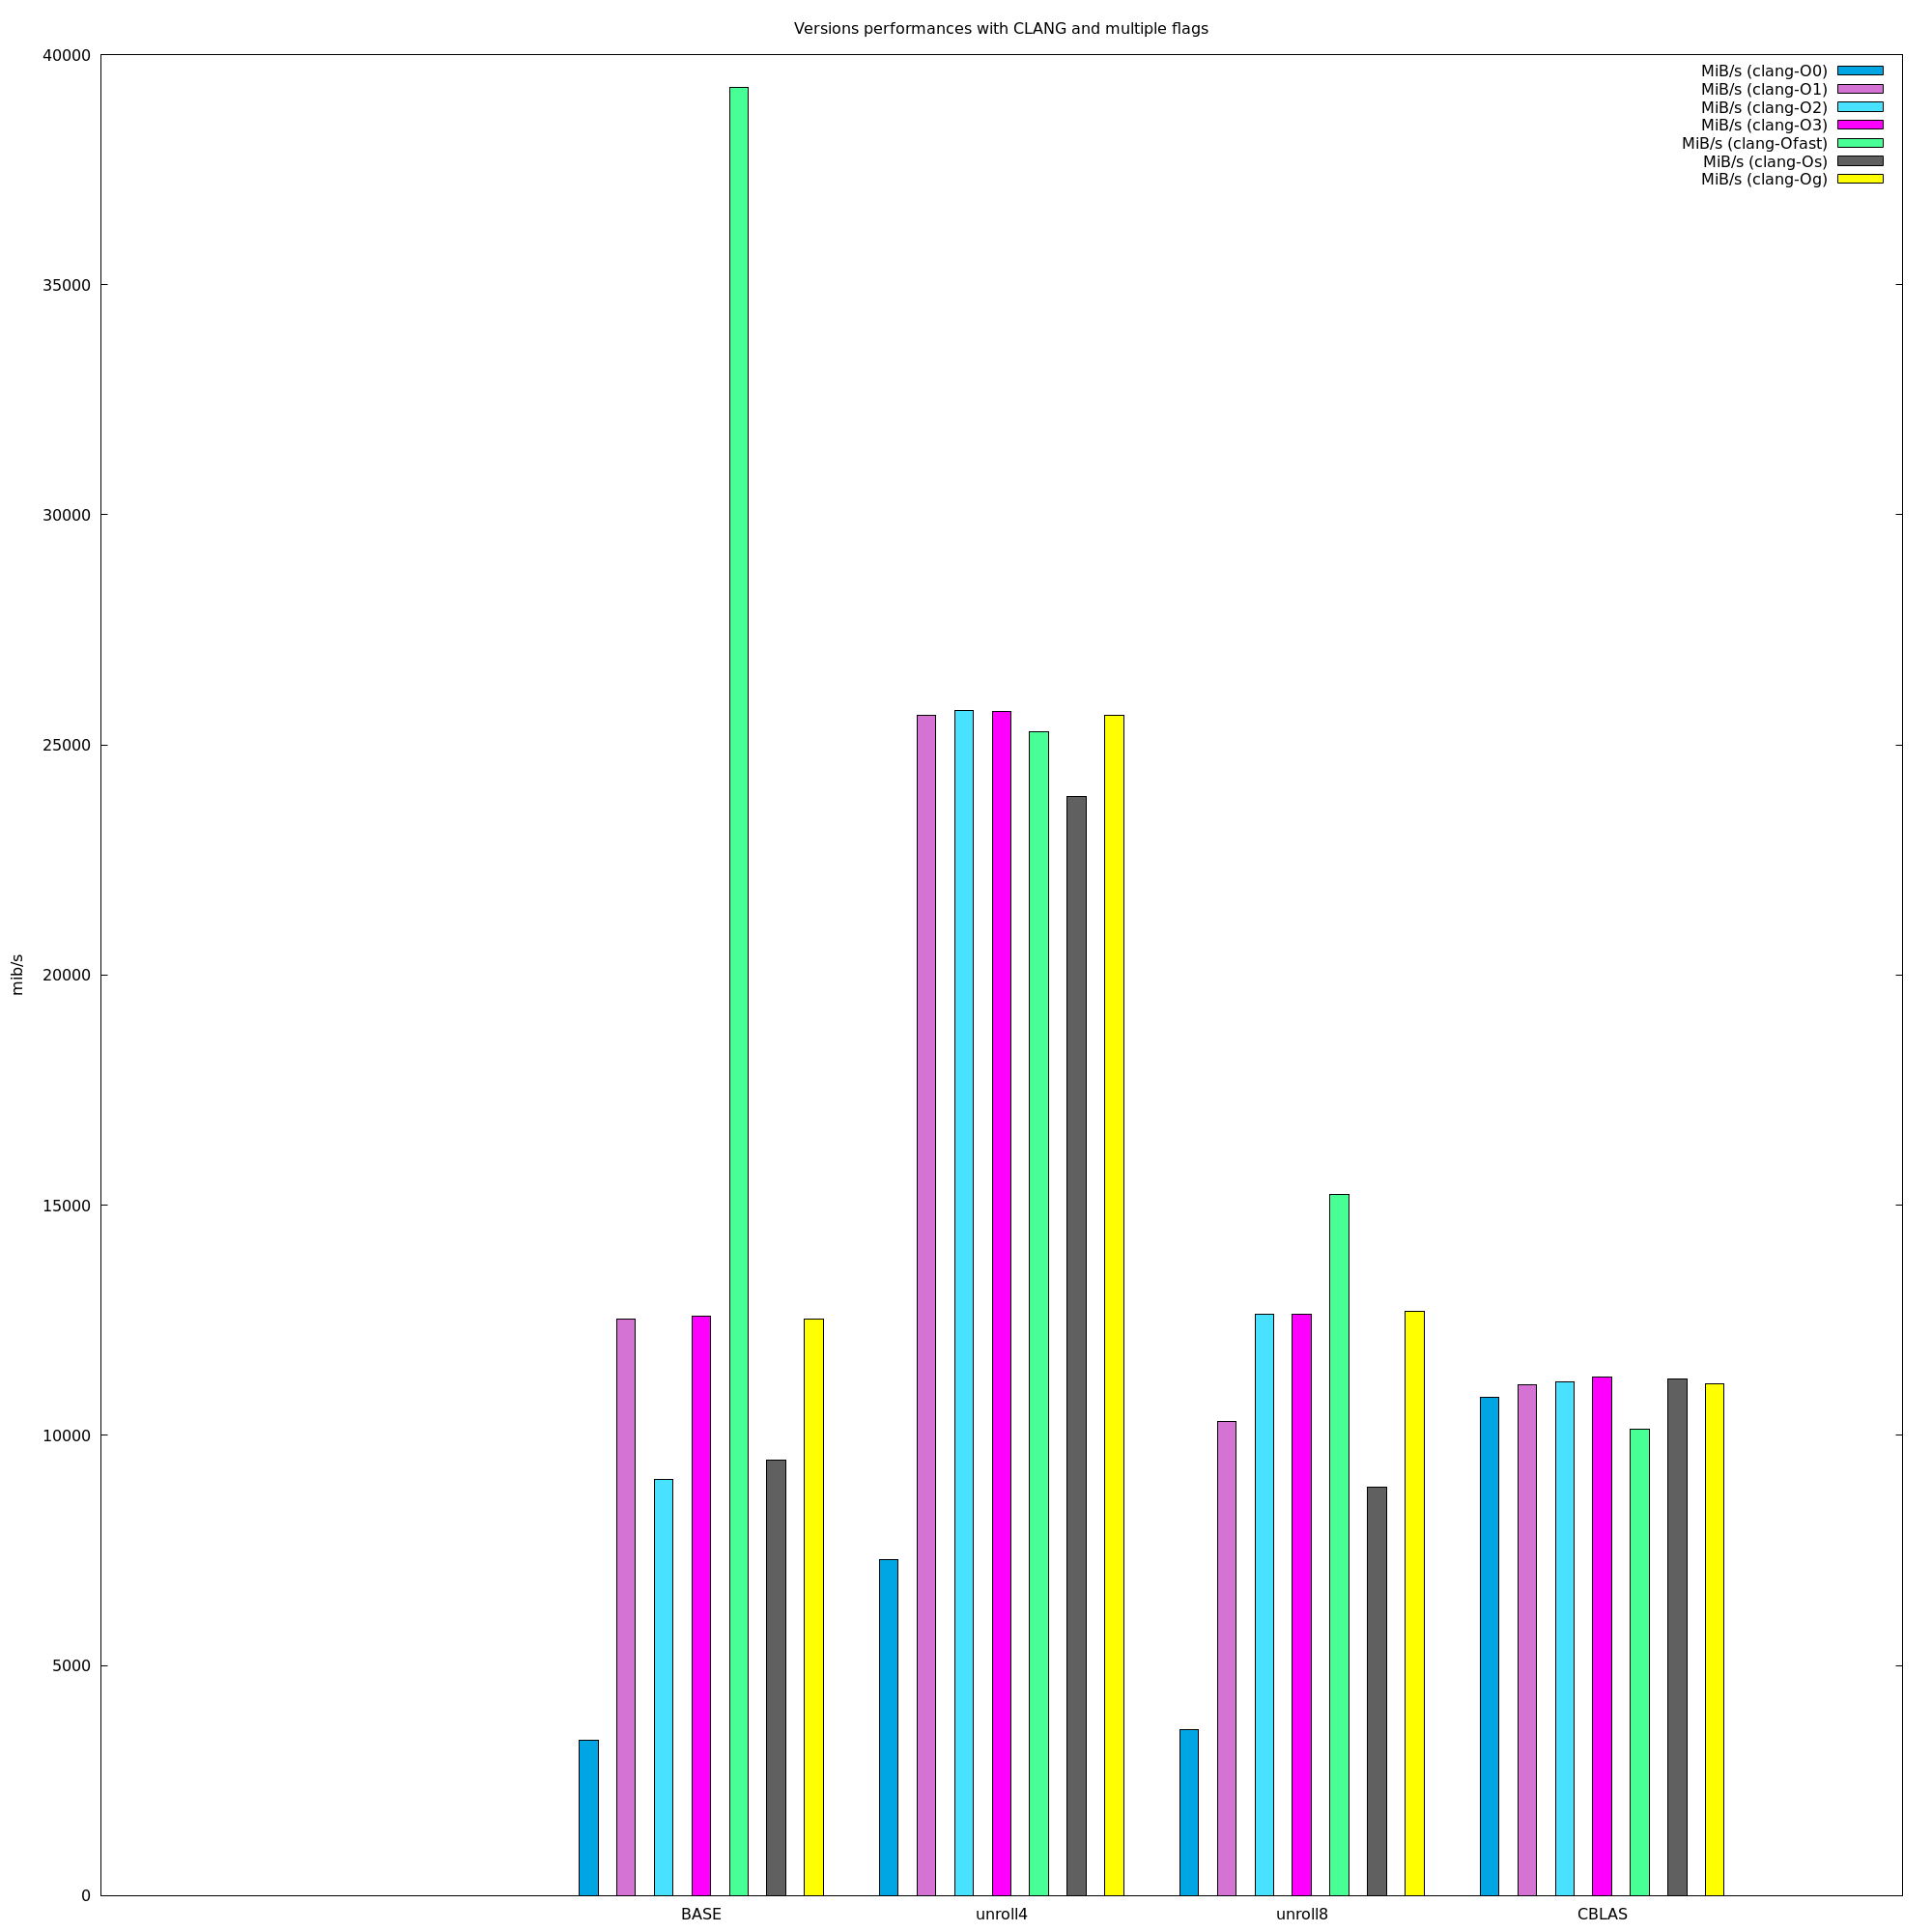 Versions performances with CLANG and multiple flags
MiB/s (clang-O0)
MiB/s (clang-O1)
MiB/s (clang-O2)
MiB/s (clang-O3)
MiB/s (clang-Ofast)
MiB/s (clang-Os)
MiB/s (clang-Og)
40000
35000
30000
25000
20000
15000
10000
5000
0
mib/s
BASE
unroll4
unroll8
CBLAS